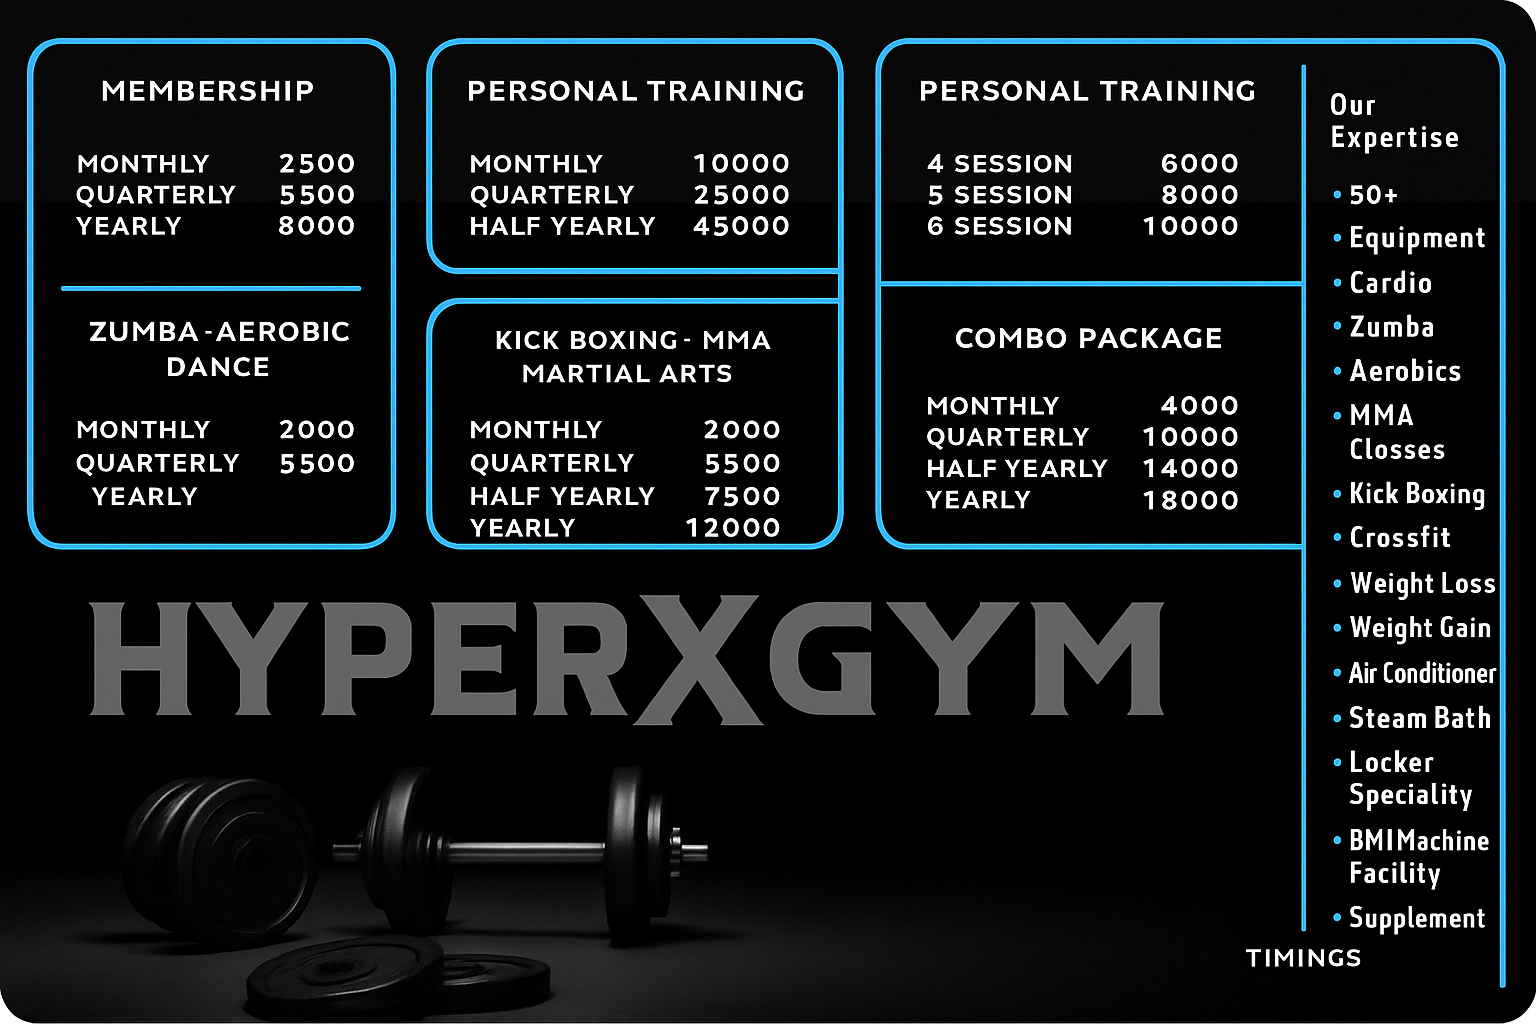 MEMBERSHIP
MONTHLY 2500
QUARTERLY 5500
YEARLY 8000
ZUMBA-AEROBIC
DANCE
MONTHLY 2000
QUARTERLY 5500
YEARLY
PERSONAL TRAINING
MONTHLY 10000
QUARTERLY 25000
HALF YEARLY 45000
KICK BOXING- MMA
MARTIAL ARTS
MONTHLY 2000
QUARTERLY 5500
HALF YEARLY 7500
YEARLY 12000
PERSONAL TRAINING
4 SESSION 6000
5 SESSION 8000
6 SESSION 10000
COMBO PACKAGE
MONTHLY 4000
QUARTERLY 10000
HALF YEARLY 14000
YEARLY 18000
Our
Expertise
• 50+
• Equipment
• Cardio
• Zumba
• Aerobics
• MMA
Closses
• Kick Boxing
• Crossfit
• Weight Loss
• Weight Gain
• Air Conditioner
• Steam Bath
• Locker
Speciality
• BMIMachine
Facility
• Supplement
TIMINGS
HYPERXGYM